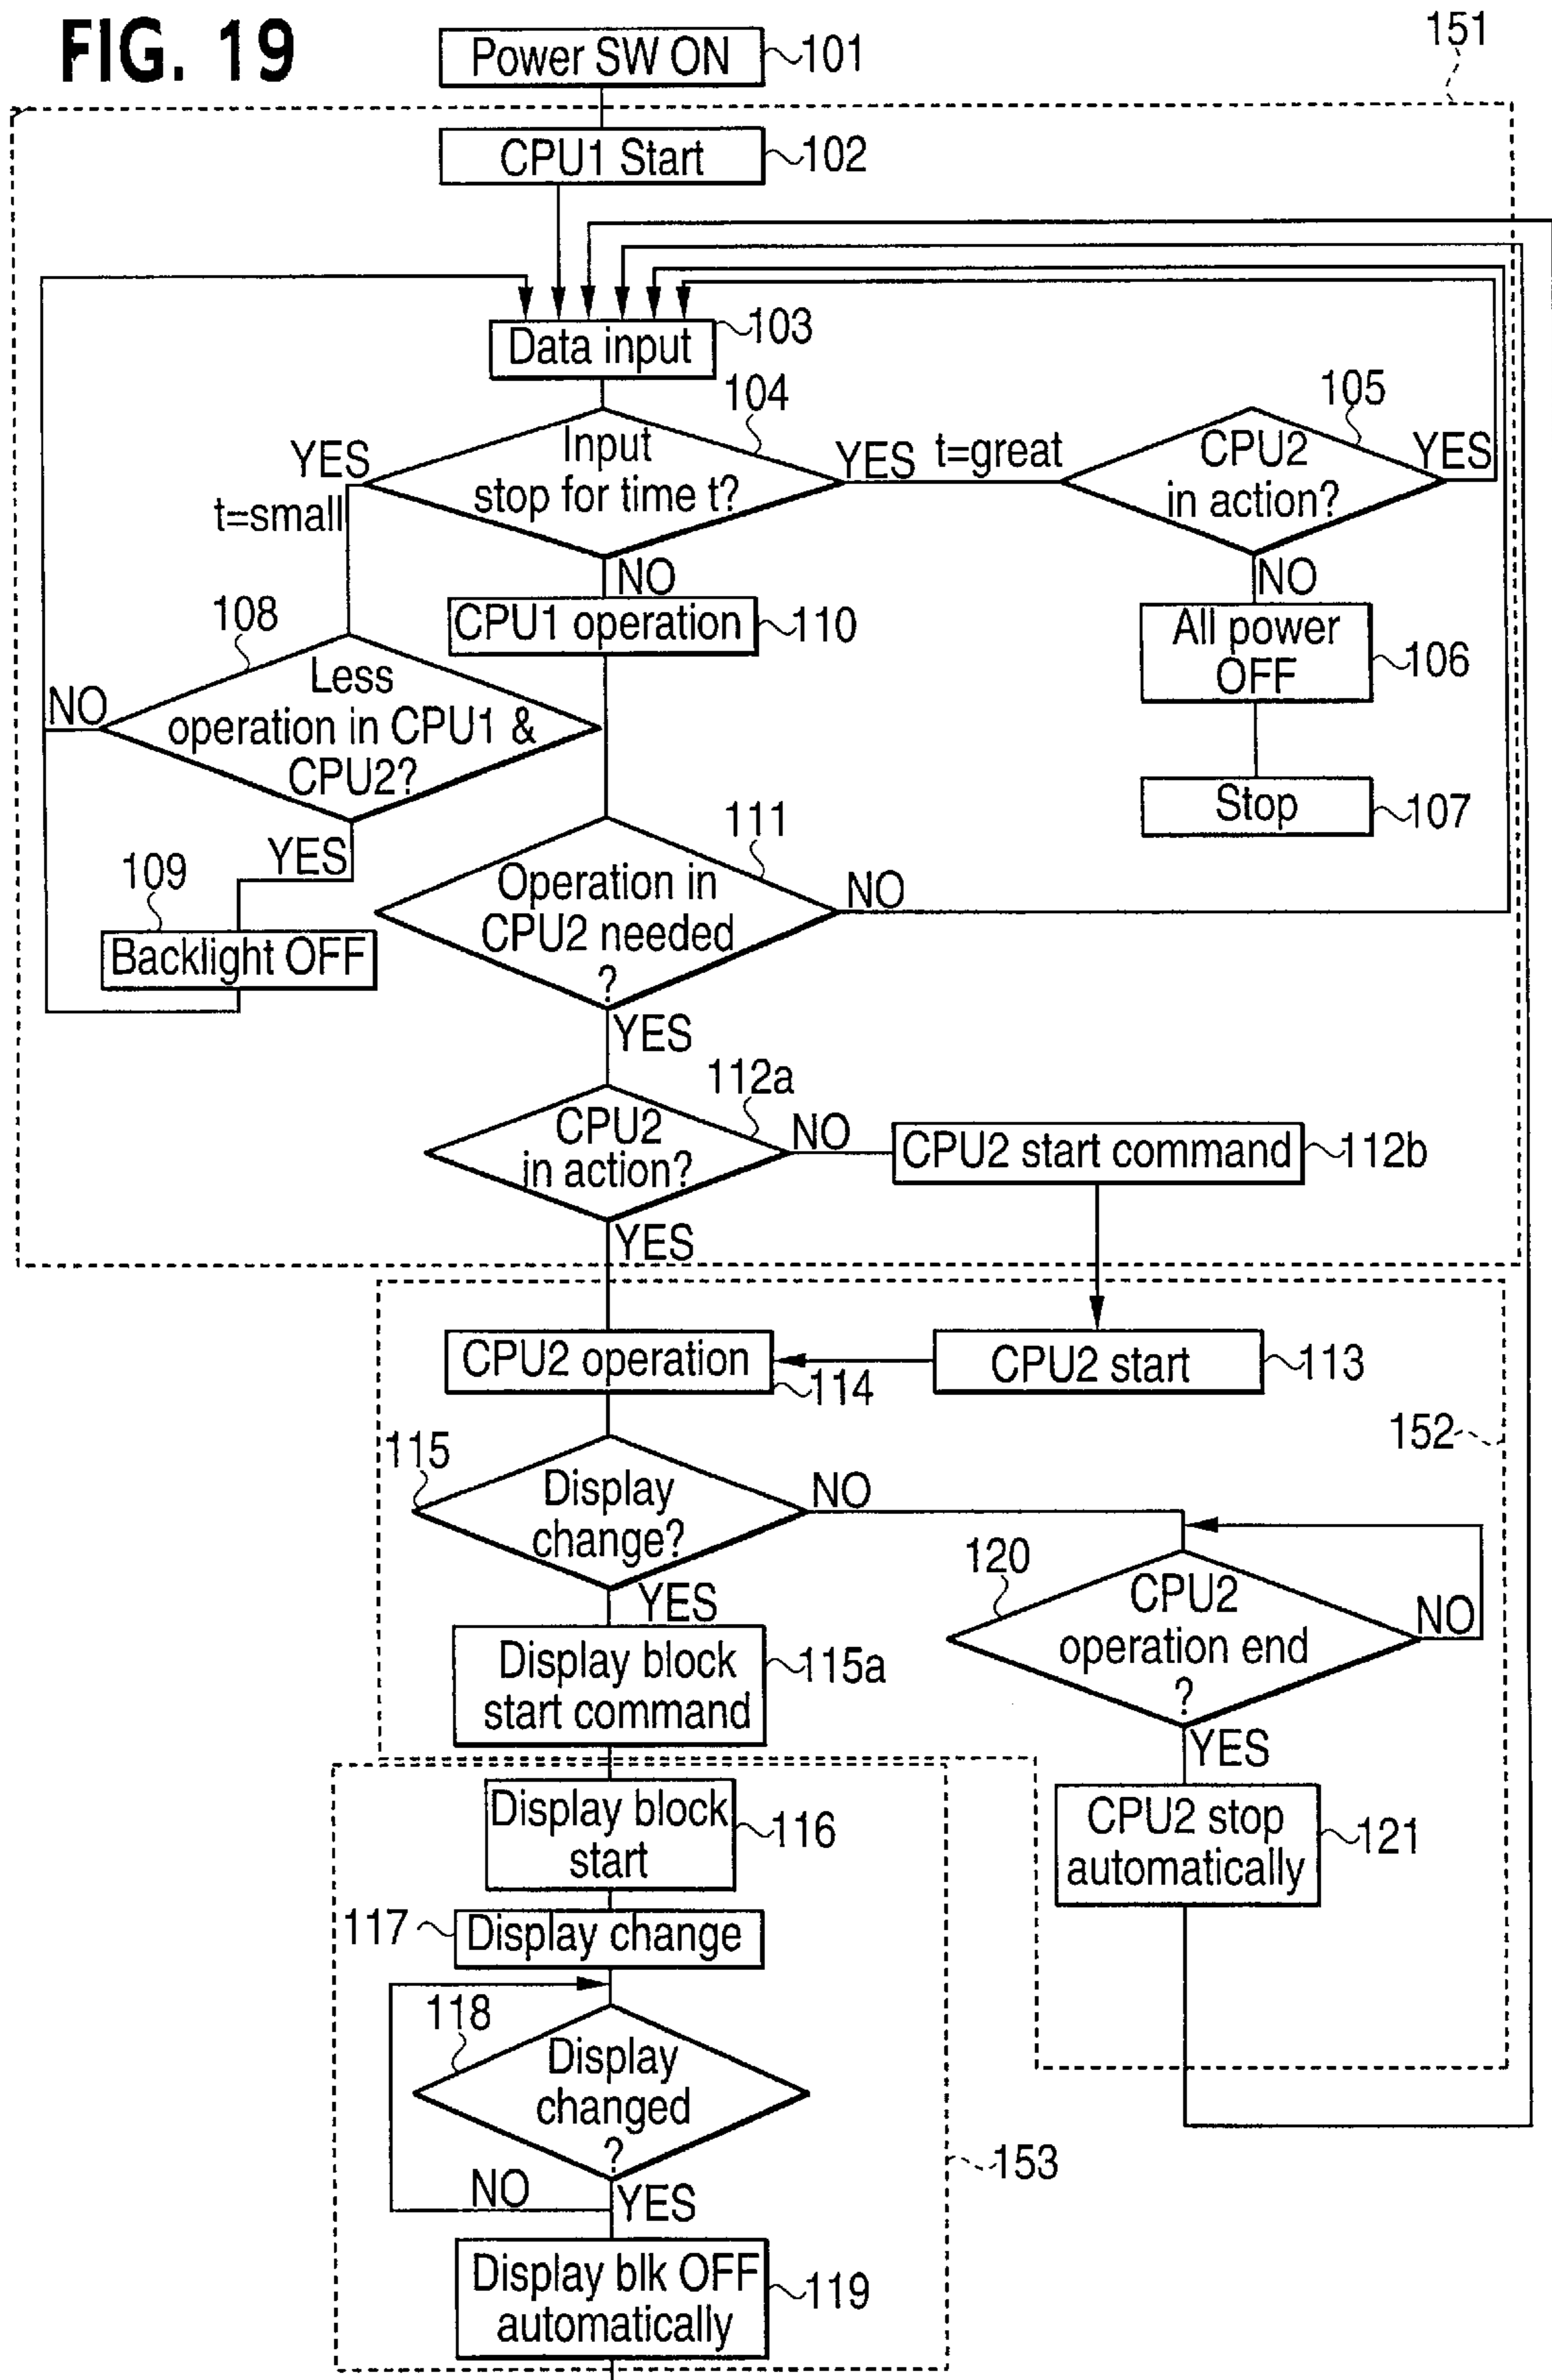 FIG. 19
151
Power SW ON
101
CPU1 Start
102
Data input
103
104
Input
stop for time t?
YES
t=small
YES t=great
105
CPU2
in action?
YES
NO
NO
CPU1 operation
110
All power
OFF
106
108
Less
operation in CPU1 &
CPU2?
NO
YES
Stop
107
109
Backlight OFF
111
Operation in
CPU2 needed
?
NO
YES
112a
CPU2
in action?
NO
CPU2 start command
112b
YES
CPU2 operation
114
CPU2 start
113
152
115
Display
change?
NO
YES
120
CPU2
operation end
?
NO
YES
Display block
start command
115a
Display block
start
116
CPU2 stop
automatically
121
117
Display change
118
Display
changed
?
153
NO
YES
Display blk OFF
automatically
119